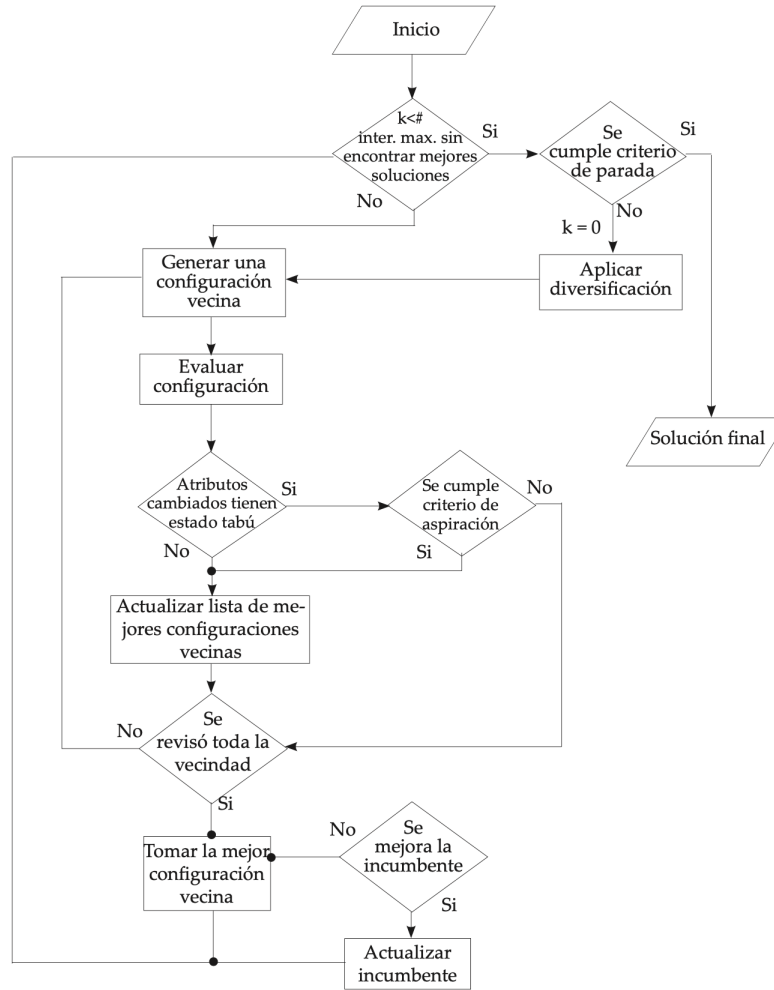 Inicio
k<#
inter. max. sin
encontrar mejores
soluciones
Si
No
Se
cumple criterio
de parada
Si
No
k = 0
Generar una
configuración
vecina
Aplicar
diversificación
Evaluar
configuración
Solución final
Atributos
cambiados tienen
estado tabú
Si
No
Se cumple
criterio de
aspiración
No
Si
Actualizar lista de me-
jores configuraciones
vecinas
Se
revisó toda la
vecindad
No
Si
Tomar la mejor
configuración
vecina
Se
mejora la
incumbente
No
Si
Actualizar
incumbente